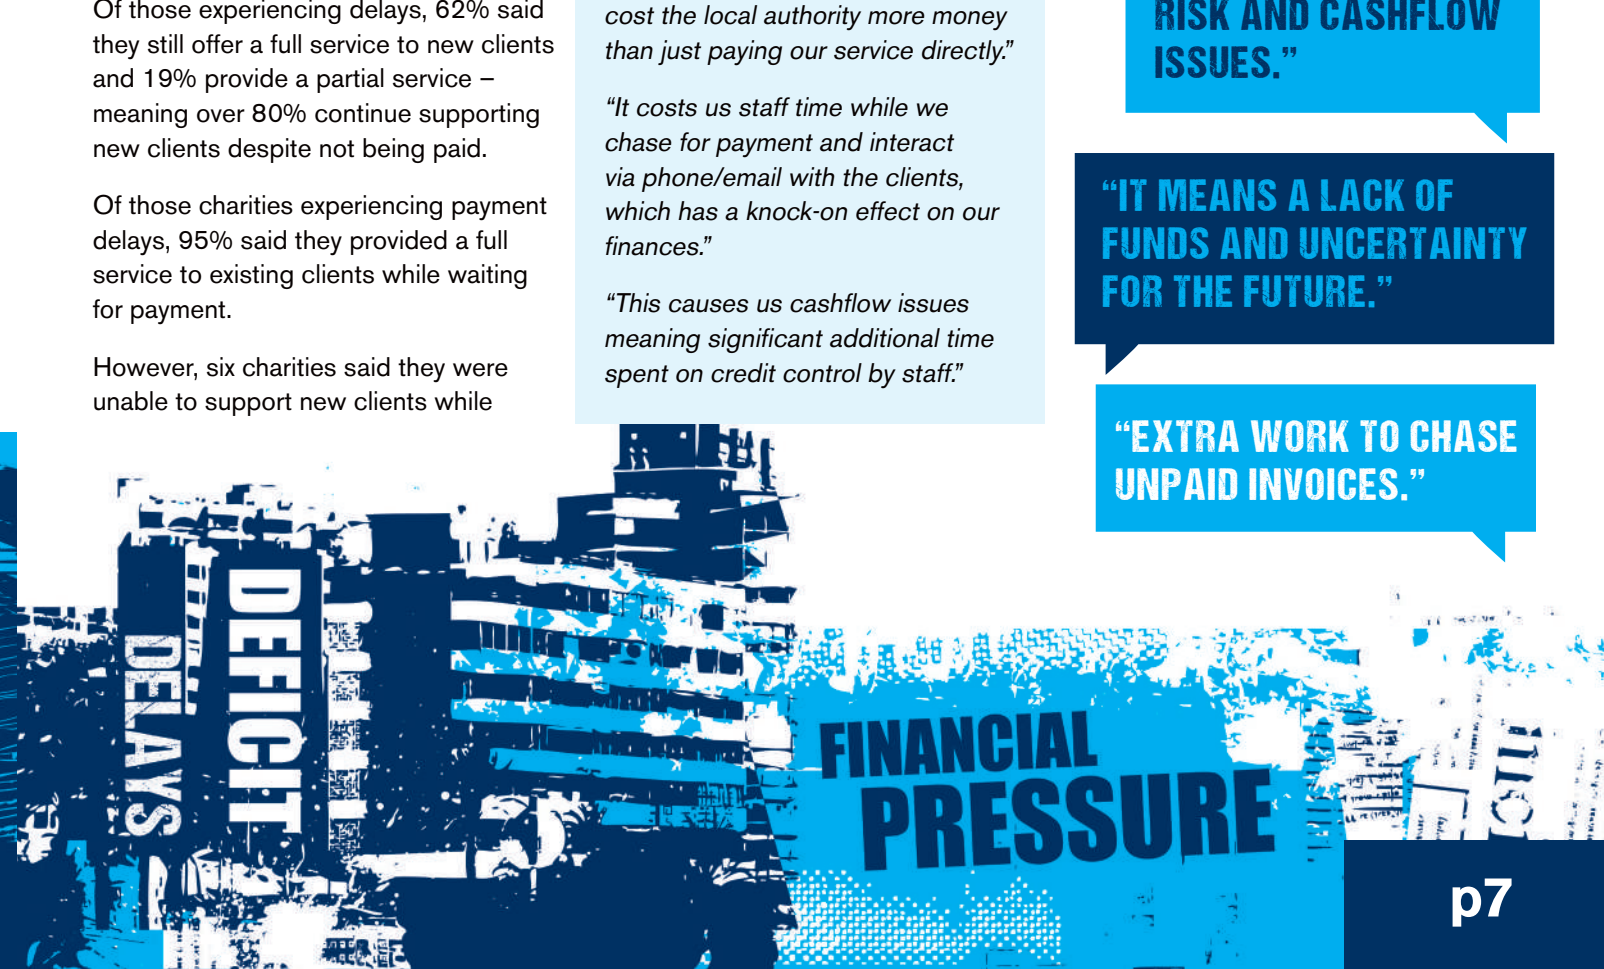 Of those experiencing delays, 62% said
they still offer a full service to new clients
and 19% provide a partial service –
meaning over 80% continue supporting
new clients despite not being paid.
Of those charities experiencing payment
delays, 95% said they provided a full
service to existing clients while waiting
for payment.
However, six charities said they were
unable to support new clients while
cost the local authority more money
than just paying our service directly.”
“It costs us staff time while we
chase for payment and interact
via phone/email with the clients,
which has a knock-on effect on our
finances.”
“This causes us cashflow issues
meaning significant additional time
spent on credit control by staff.”
RISK AND CASHFLOW
ISSUES.”
“IT MEANS A LACK OF
FUNDS AND UNCERTAINTY
FOR THE FUTURE.”
“EXTRA WORK TO CHASE
UNPAID INVOICES.”
DELAYS
DEFICIT
FINANCIAL
PRESSURE
p7